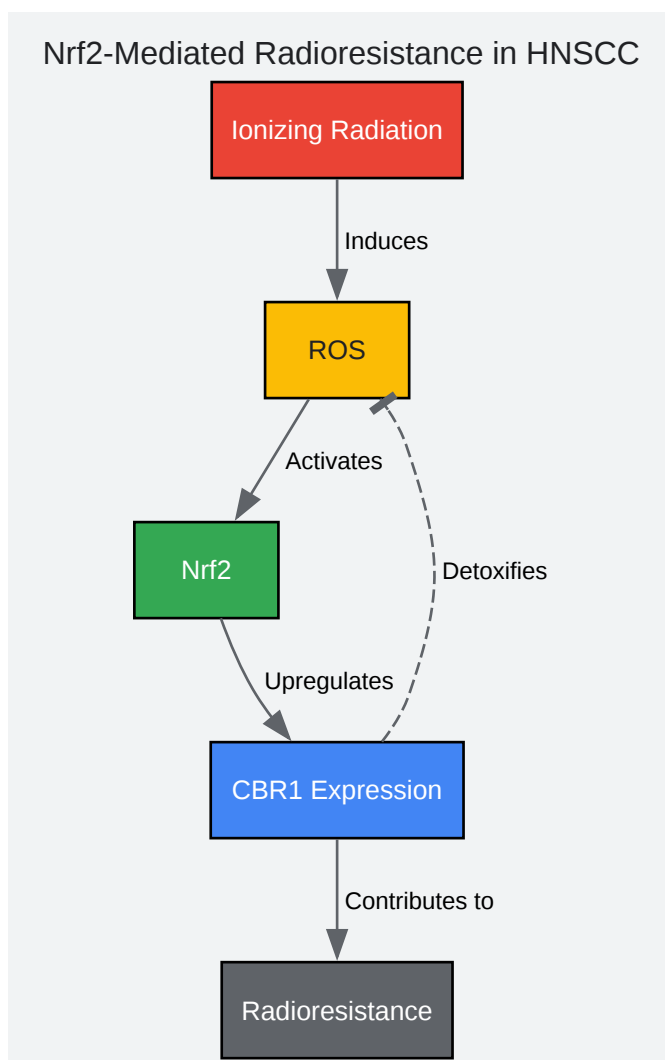 Nrf2-Mediated Radioresistance in HNSCC
Ionizing Radiation
Induces
ROS
Activates
Nrf2
Detoxifies
Upregulates
CBR1 Expression
Contributes to
Radioresistance